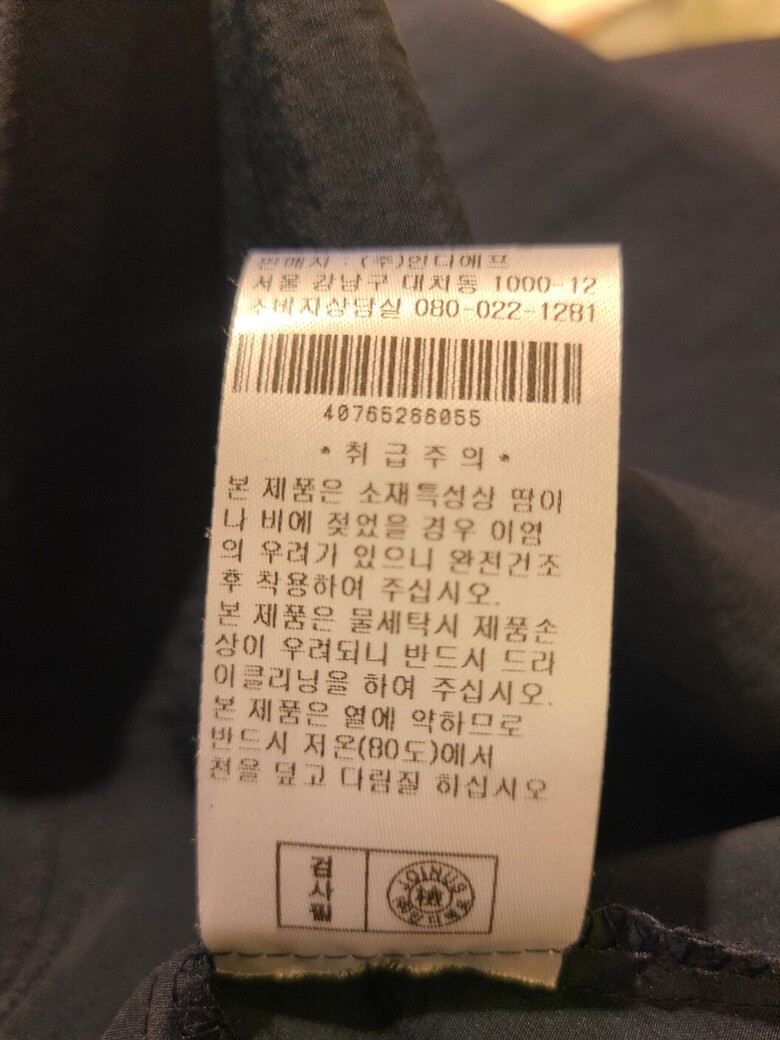 판매자 : (주)인디에프
서울 강남구 대치동 1000-12
소비자상담실 080-022-1281
40765266055
* 취 급 주 의 *
본 제품은 소재특성상 땀이
나 비에 젖었을 경우 이염
의 우려가 있으니 완전건조
후 착용하여 주십시오.
본 제품은 물세탁시 제품손
상이 우려되니 반드시 드라
이클리닝을 하여 주십시오.
본 제품은 열에 약하므로
반드시 저온(80도)에서
천을 덮고 다림질 하십시오
검사필
JOINUS